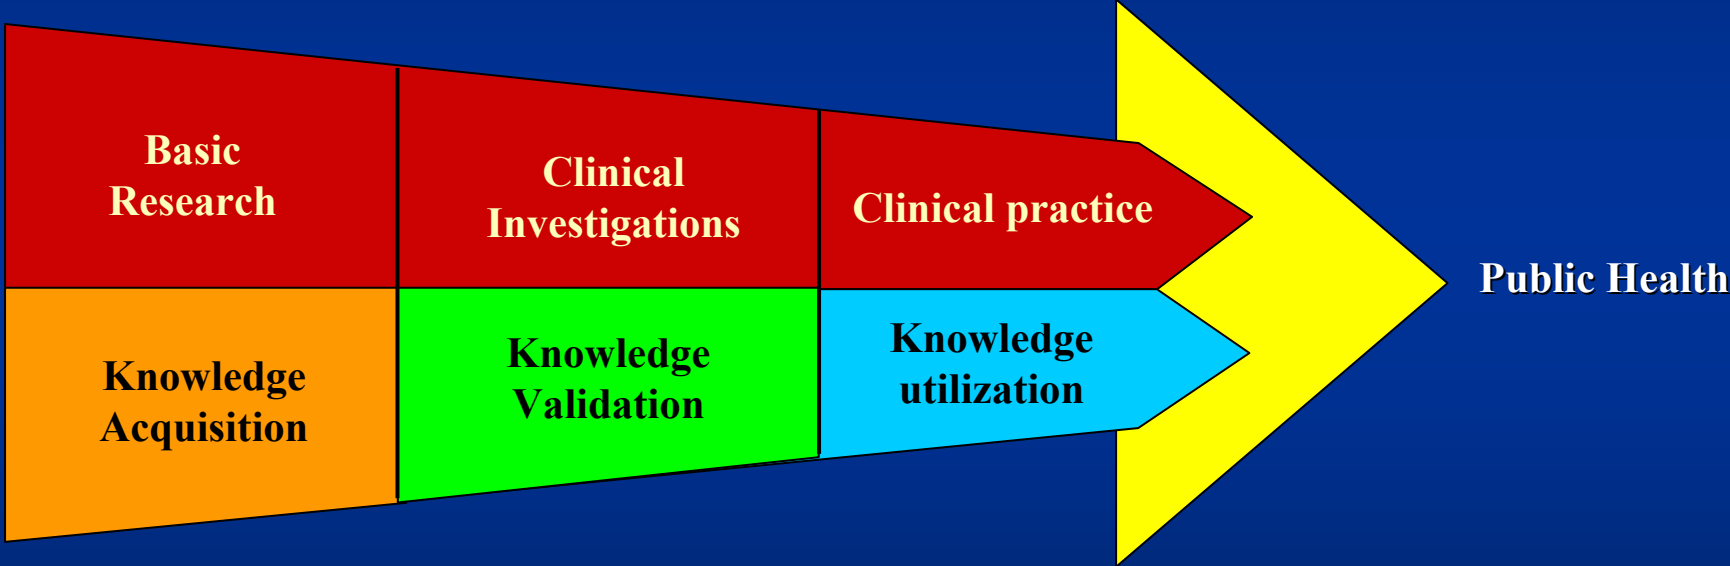 Basic
Research
Clinical
Investigations
Clinical practice
Public Health
Knowledge
Acquisition
Knowledge
Validation
Knowledge
utilization